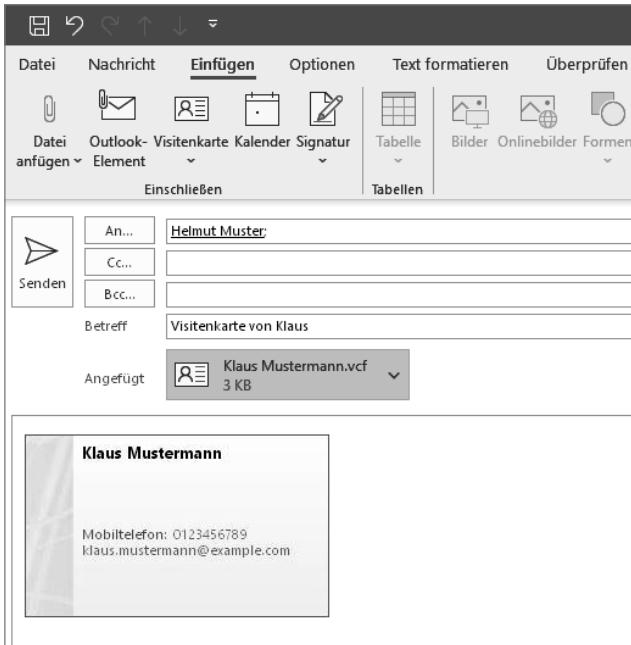 Datei Nachricht Einfügen Optionen Text formatieren Überprüfen
Datei anfügen
Outlook-Element
Visitenkarte
Kalender
Signatur
Tabelle
Bilder
Onlinebilder
Formen
Einschließen
Tabellen
Senden
An... Helmut Muster;
Cc...
Bcc...
Betreff Visitenkarte von Klaus
Angefügt
Klaus Mustermann.vcf
3 KB
Klaus Mustermann
Mobiltelefon: 0123456789
klaus.mustermann@example.com